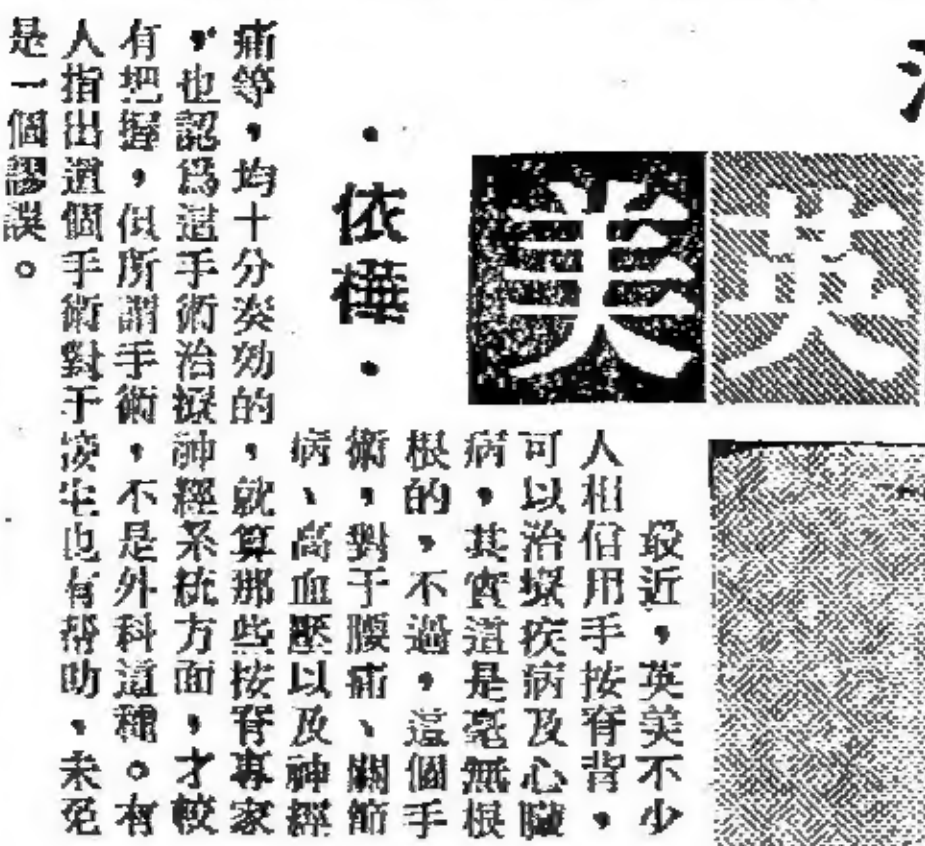 英美
・依樺・
最近，英美不少
人相信用手按脊背，
可以治療疾病及心臟
病，其實這是毫無根
根的，不過，這個手
術，對于腰痛、關節
病、高血壓以及神經
痛等，均十分奏効的，就算那些按脊專家
，也認爲這手術治療神經系統方面，才較
有把握，但所謂手術，不是外科這種。有
人指出這個手術對于也有幫助，未免
是一個謬誤。